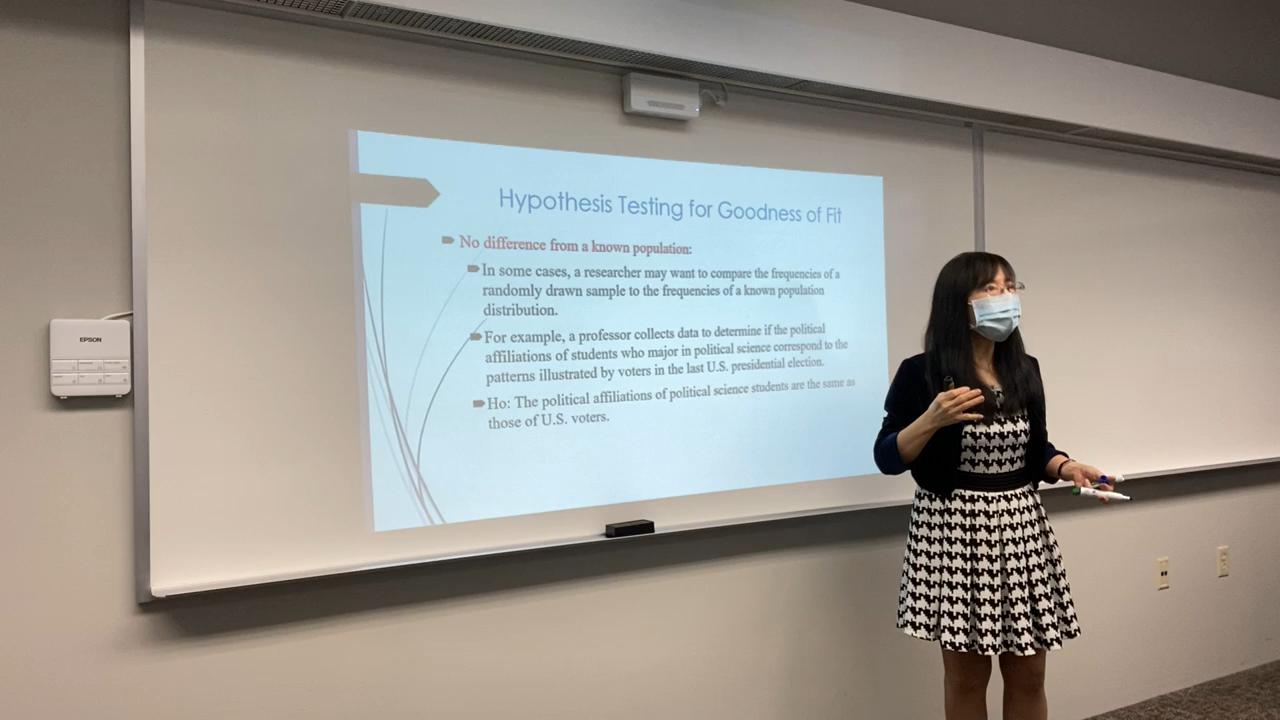 EPSON
Hypothesis Testing for Goodness of Fit
No difference from a known population:
In some cases, a researcher may want to compare the frequencies of a
randomly drawn sample to the frequencies of a known population
distribution.
For example, a professor collects data to determine if the political
affiliations of students who major in political science correspond to the
patterns illustrated by voters in the last U.S. presidential election.
Ho: The political affiliations of political science students are the same as
those of U.S. voters.